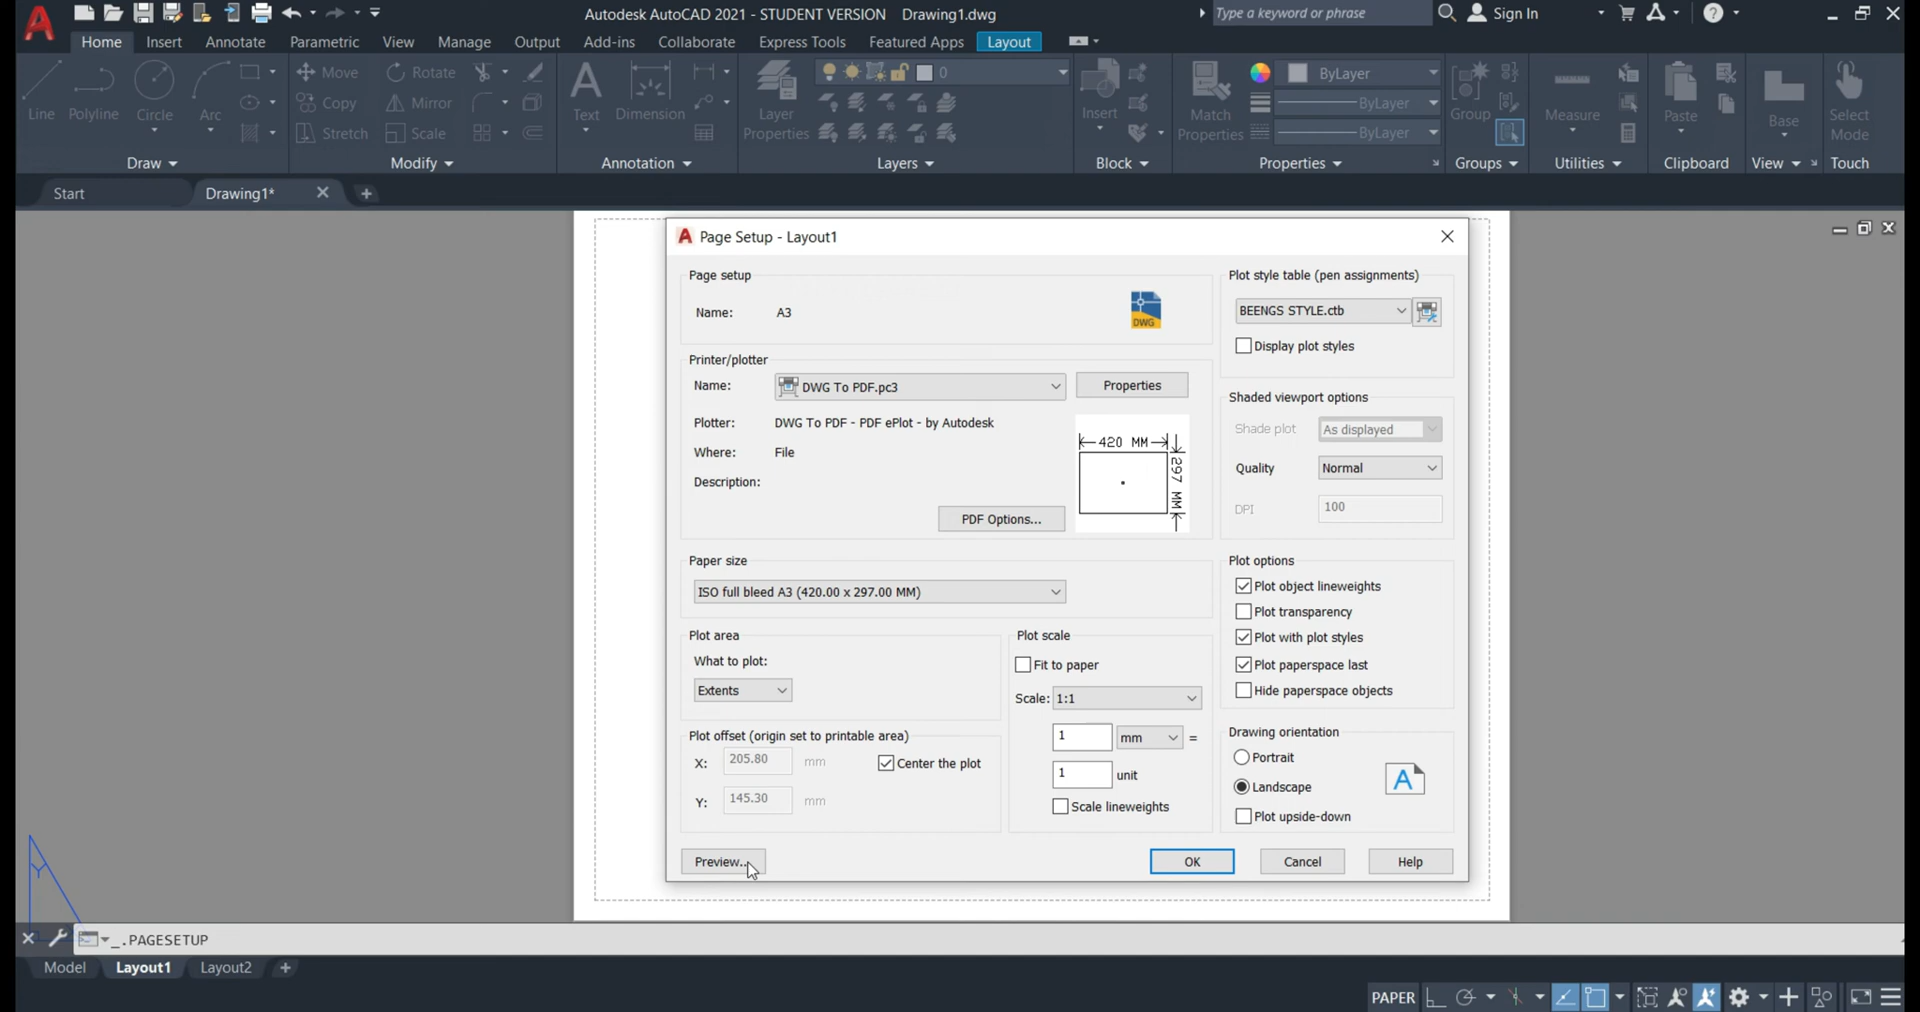 Autodesk AutoCAD 2021 - STUDENT VERSION Drawing1.dwg
Type a keyword or phrase
Sign In
Home Insert Annotate Parametric View Manage Output Add-ins Collaborate Express Tools Featured Apps Layout
Line Polyline Circle Arc
Move Rotate
Copy Mirror
Stretch Scale
Text Dimension
Layer Properties
0
Insert
Match Properties
ByLayer
ByLayer
ByLayer
Group
Measure
Paste
Base
Select Mode
Draw Modify Annotation Layers Block Properties Groups Utilities Clipboard View Touch
Start Drawing1*
Page Setup - Layout1
Page setup
Name: A3
DWG
Printer/plotter
Name: DWG To PDF.pc3 Properties
Plotter: DWG To PDF - PDF ePlot - by Autodesk
Where: File
Description:
420 MM
297 MM
PDF Options...
Paper size
ISO full bleed A3 (420.00 x 297.00 MM)
Plot area
What to plot:
Extents
Plot offset (origin set to printable area)
X: 205.80 mm
Center the plot
Y: 145.30 mm
Plot scale
Fit to paper
Scale: 1:1
1 mm =
1 unit
Scale lineweights
Plot style table (pen assignments)
BEENGS STYLE.ctb
Display plot styles
Shaded viewport options
Shade plot As displayed
Quality Normal
DPI 100
Plot options
Plot object lineweights
Plot transparency
Plot with plot styles
Plot paperspace last
Hide paperspace objects
Drawing orientation
Portrait
Landscape
A
Plot upside-down
Preview... OK Cancel Help
Y
_.PAGESETUP
Model Layout1 Layout2
PAPER